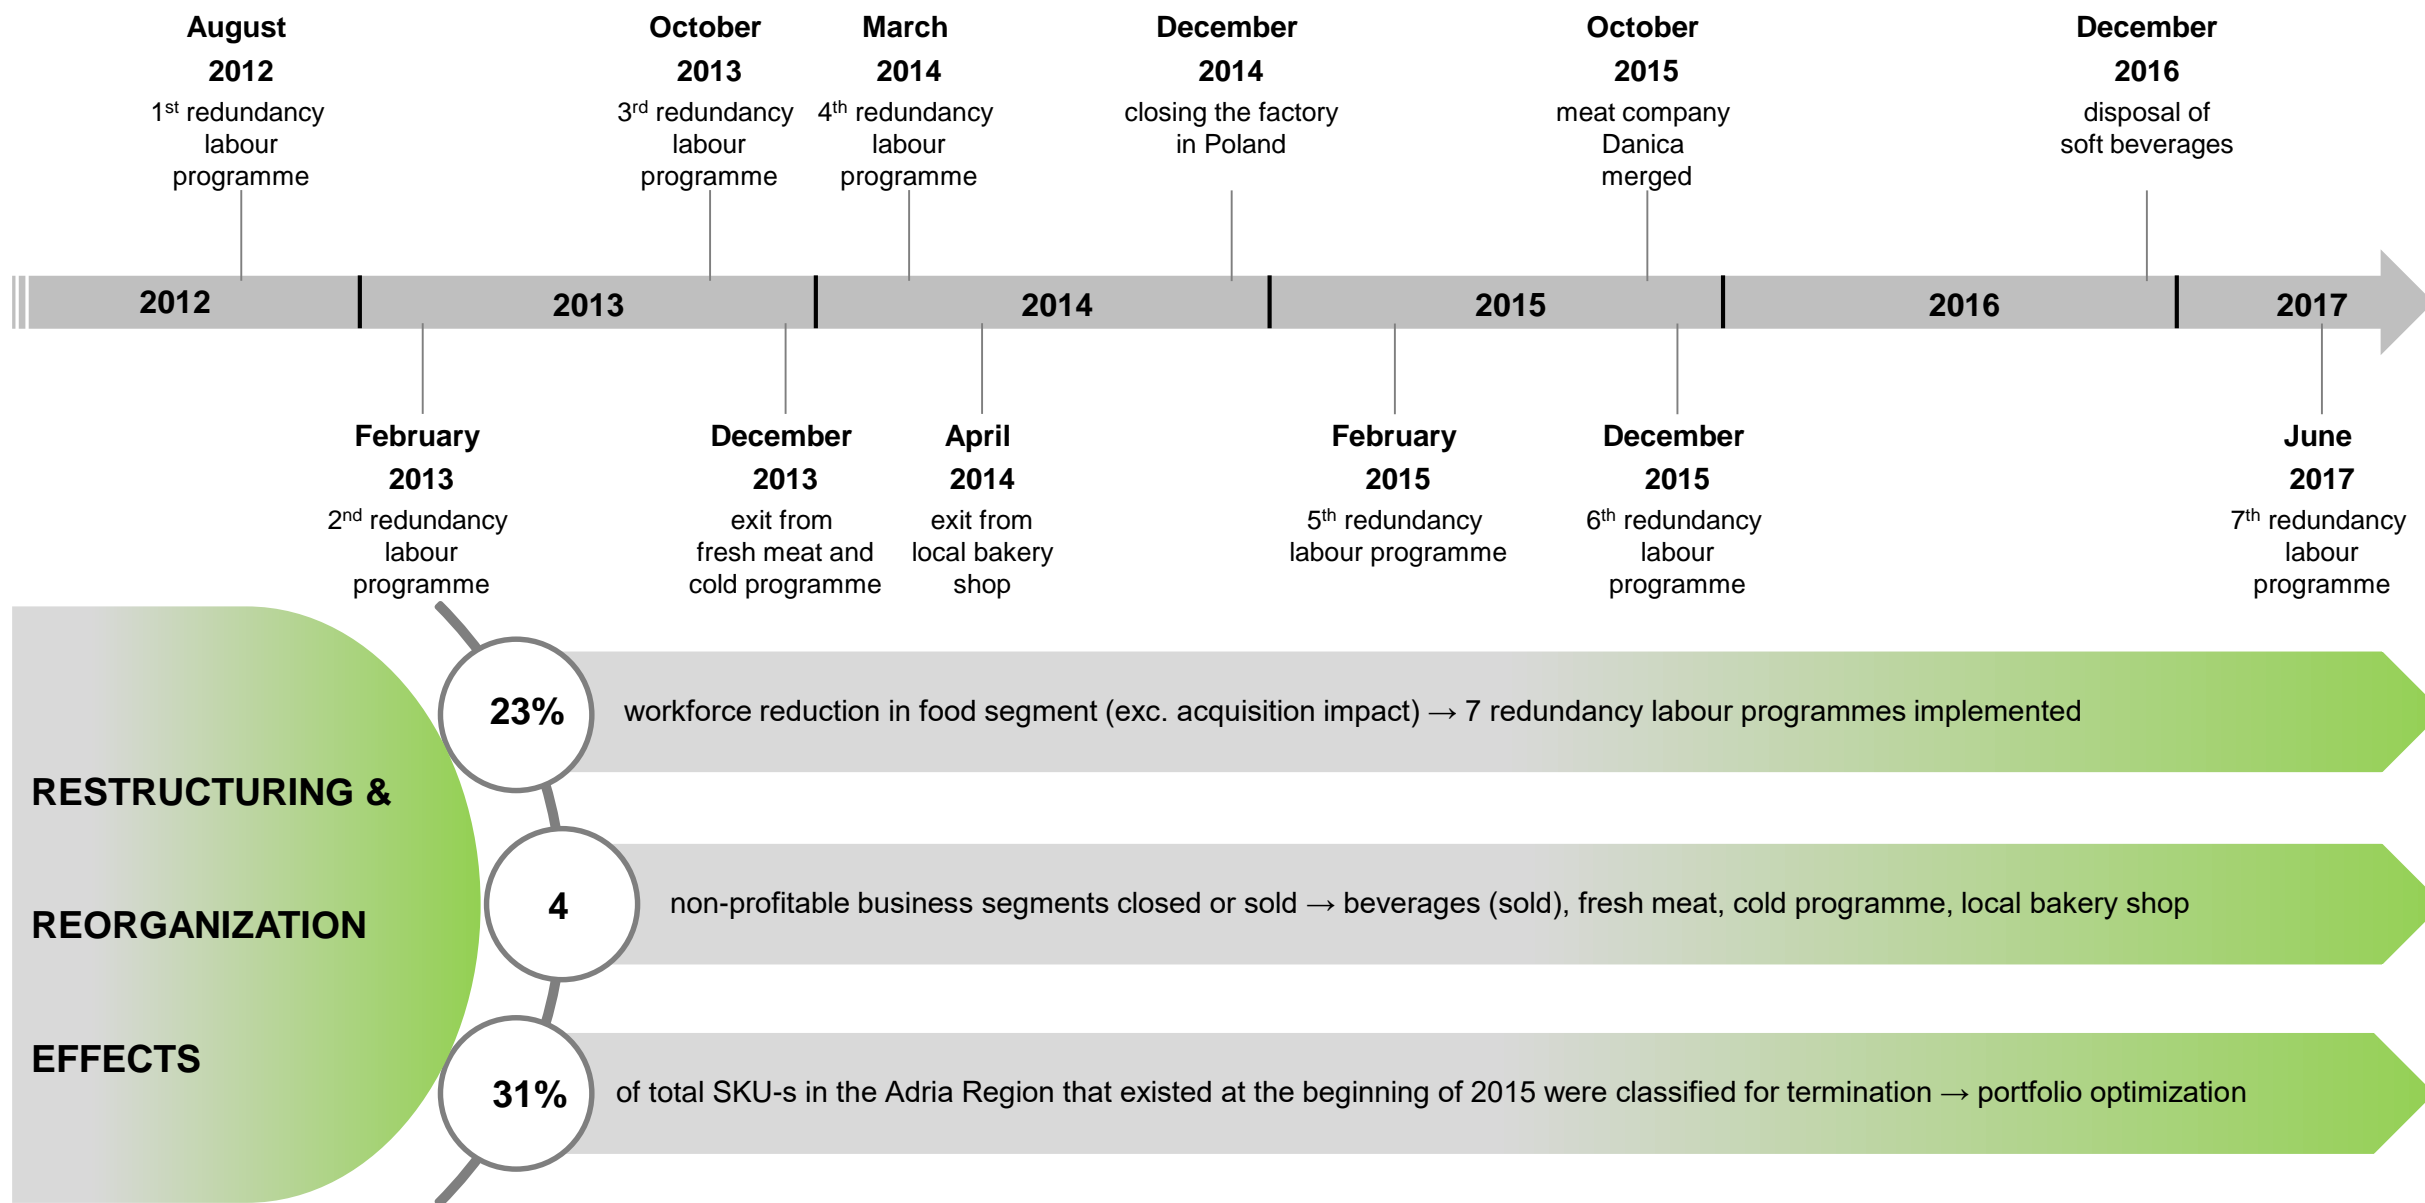 August
2012
1st redundancy
labour
programme
October
2013
3rd redundancy
labour
programme
March
2014
4th redundancy
labour
programme
December
2014
closing the factory
in Poland
October
2015
meat company
Danica
merged
December
2016
disposal of
soft beverages
2012
2013
2014
2015
2016
2017
February
2013
2nd redundancy
labour
programme
December
2013
exit from
fresh meat and
cold programme
April
2014
exit from
local bakery
shop
February
2015
5th redundancy
labour programme
December
2015
6th redundancy
labour
programme
June
2017
7th redundancy
labour
programme
RESTRUCTURING &
REORGANIZATION
EFFECTS
23%
workforce reduction in food segment (exc. acquisition impact) → 7 redundancy labour programmes implemented
4
non-profitable business segments closed or sold → beverages (sold), fresh meat, cold programme, local bakery shop
31%
of total SKU-s in the Adria Region that existed at the beginning of 2015 were classified for termination → portfolio optimization